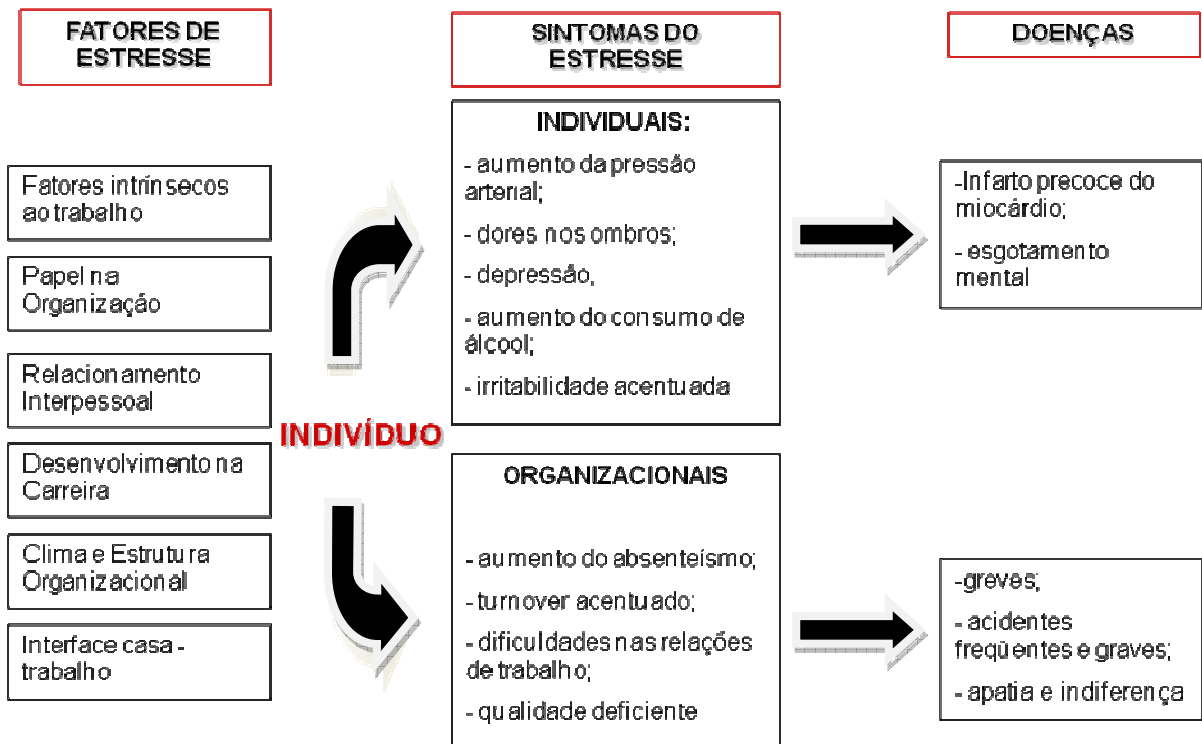 FATORES DE
ESTRESSE
Fatores intrínsecos
ao trabalho
Papel na
Organização
Relacionamento
Interpessoal
Desenvolvimento na
Carreira
Clima e Estrutura
Organizacional
Interface casa -
trabalho
INDIVÍDUO
SINTOMAS DO
ESTRESSE
INDIVIDUAIS:
- aumento da pressão
arterial;
- dores nos ombros;
- depressão,
- aumento do consumo de
álcool;
- irritabilidade acentuada
ORGANIZACIONAIS
- aumento do absenteísmo;
- turnover acentuado;
- dificuldades nas relações
de trabalho;
- qualidade deficiente
DOENÇAS
-Infarto precoce do
miocárdio;
- esgotamento
mental
-greves;
- acidentes
freqüentes e graves;
- apatia e indiferença